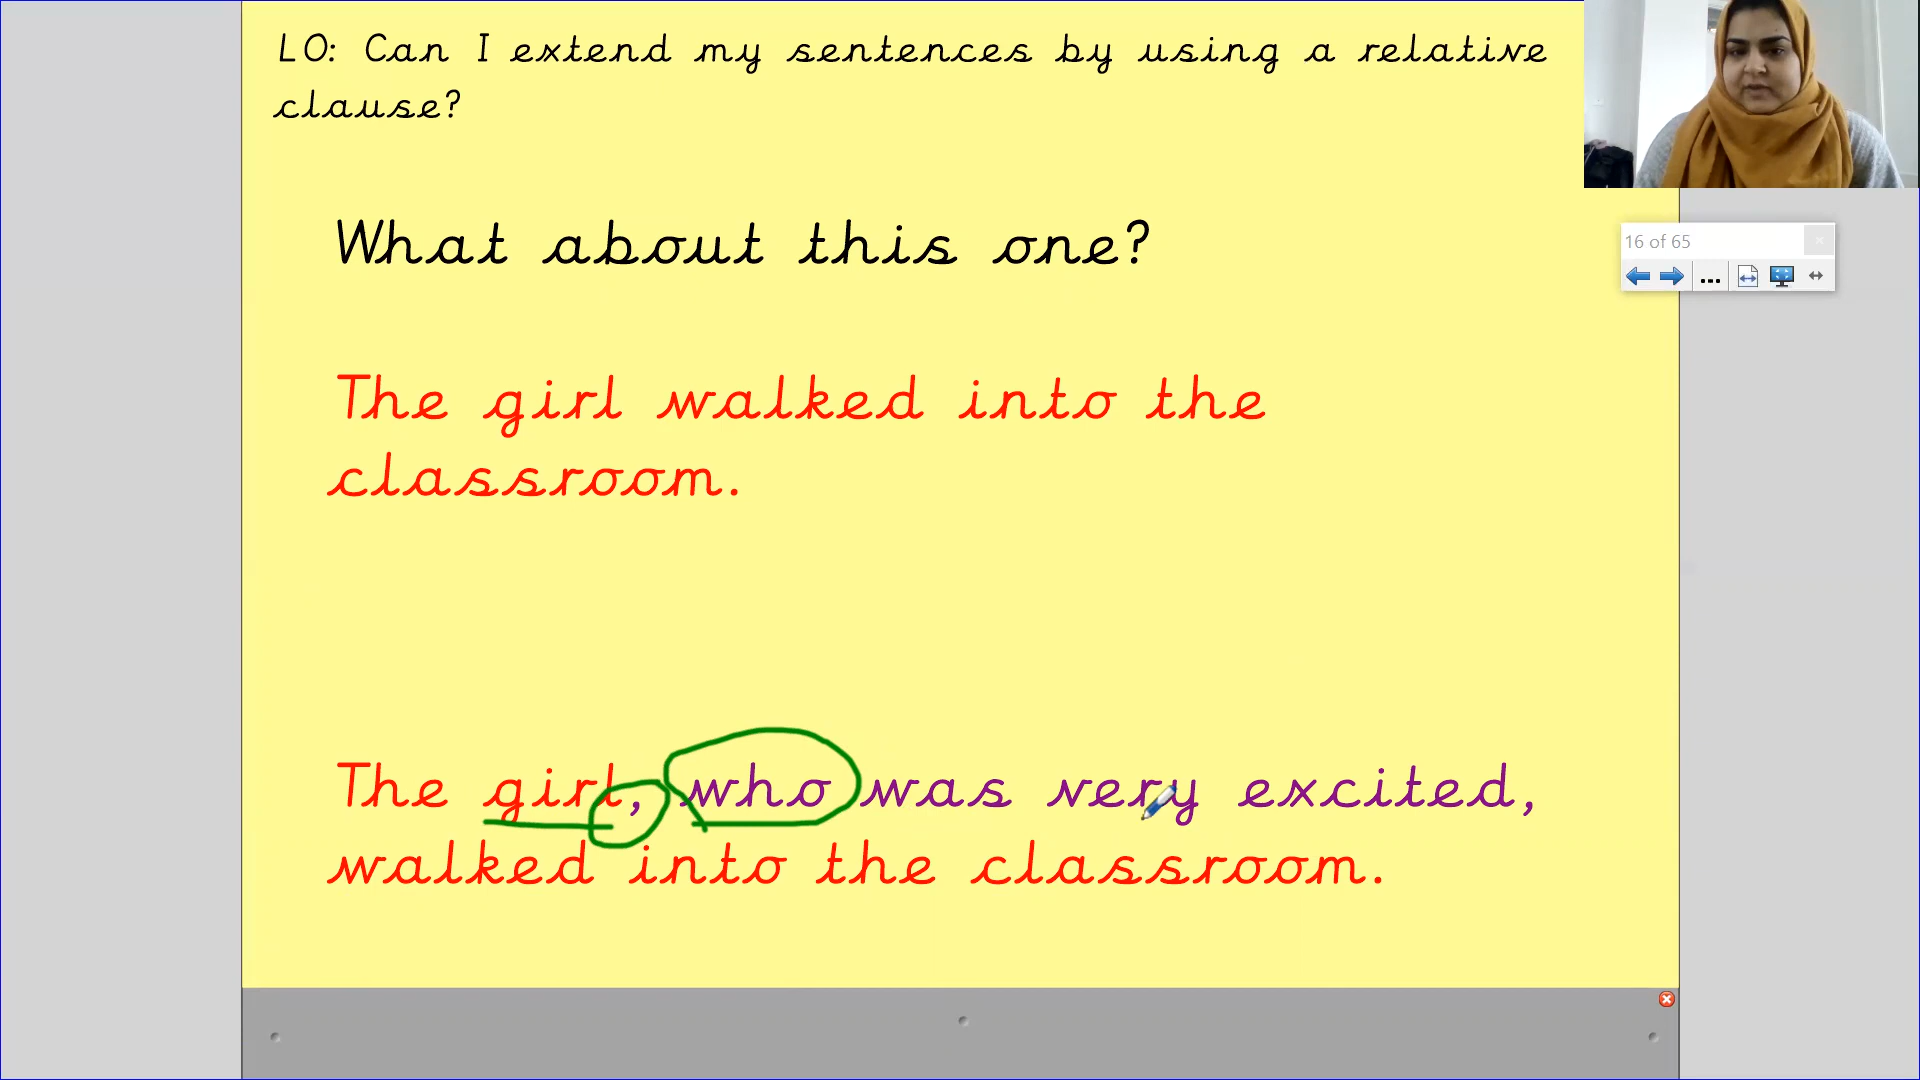 LO: Can I extend my sentences by using a relative
clause?
What about this one?
16 of 65
The girl walked into the
classroom.
The girl, who was very excited,
walked into the classroom.